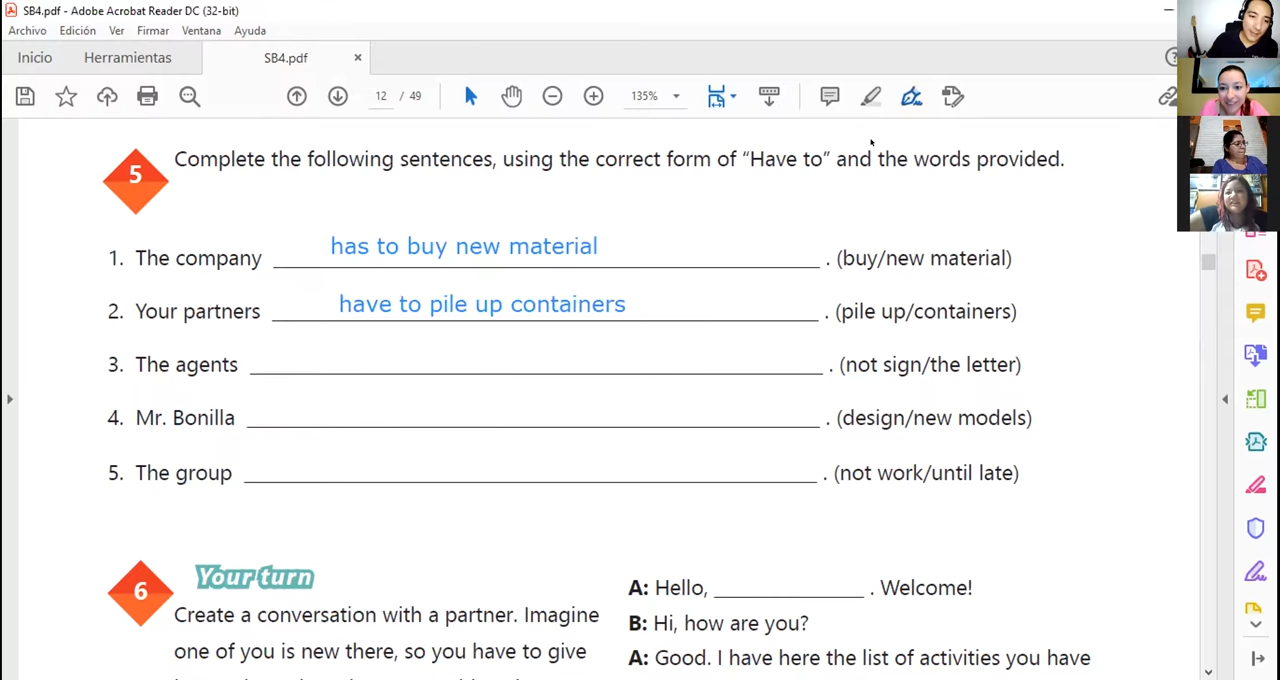 SB4.pdf - Adobe Acrobat Reader DC (32-bit)
Archivo Edición Ver Firmar Ventana Ayuda
Inicio Herramientas SB4.pdf ×
12 / 49 135%
5 Complete the following sentences, using the correct form of “Have to” and the words provided.
1. The company has to buy new material . (buy/new material)
2. Your partners have to pile up containers . (pile up/containers)
3. The agents ______ . (not sign/the letter)
4. Mr. Bonilla ______ . (design/new models)
5. The group ______ . (not work/until late)
6 Your turn
Create a conversation with a partner. Imagine
one of you is new there, so you have to give
A: Hello, ______ . Welcome!
B: Hi, how are you?
A: Good. I have here the list of activities you have